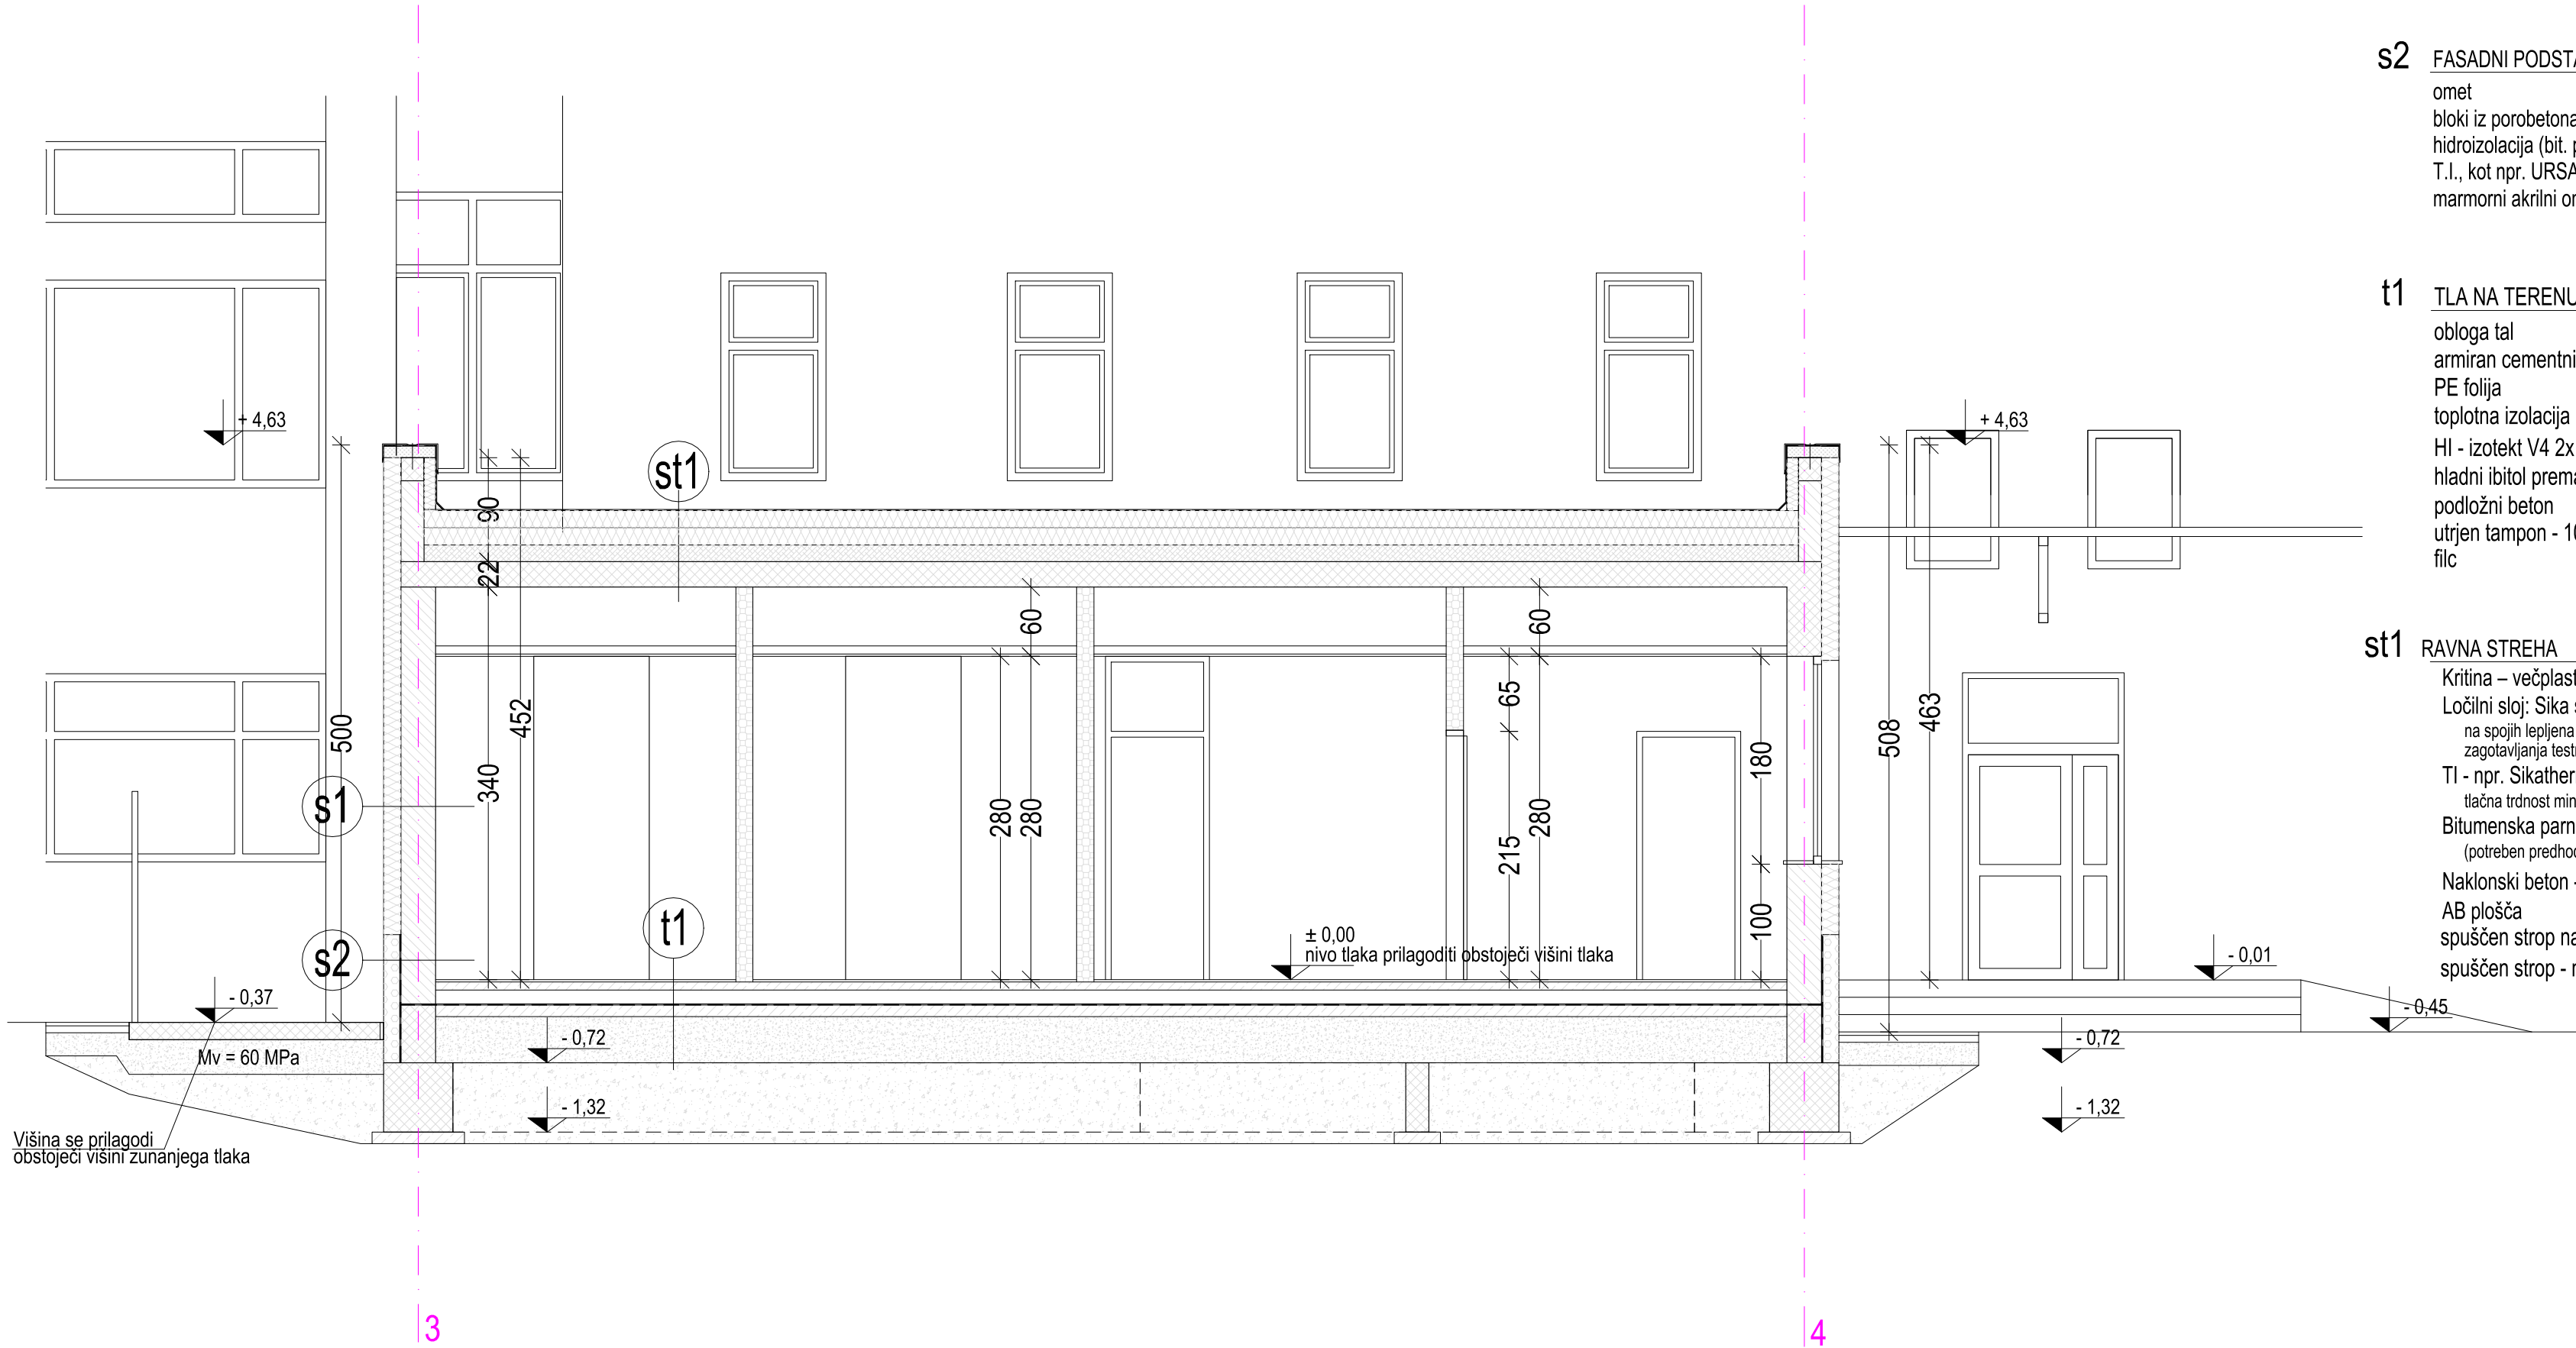 s2 FASADNI PODSTA
omet
bloki iz porobetona
hidroizolacija (bit. p
T.I., kot npr. URSA
marmorni akrilni o
t1 TLA NA TERENU
obloga tal
armiran cementni
PE folija
toplotna izolacija
HI - izotekt V4 2x
hladni ibitol prema
podložni beton
utrjen tampon - 1
filc
st1 RAVNA STREHA
Kritina – večplast
Ločilni sloj: Sika s
na spojih lepljena
zagotavljanja test
TI - npr. Sikather
tlačna trdnost min
Bitumenska parn
(potreben predho
Naklonski beton -
AB plošča
spuščen strop na
spuščen strop - r
+ 4,63
+ 4,63
st1
90
22
60
60
65
500
452
340
280
280
215
280
180
100
508
463
s1
s2
t1
± 0,00
nivo tlaka prilagoditi obstoječi višini tlaka
- 0,01
- 0,37
- 0,45
- 0,72
- 0,72
Mv = 60 MPa
- 1,32
- 1,32
Višina se prilagodi
obstoječi višini zunanjega tlaka
3
4